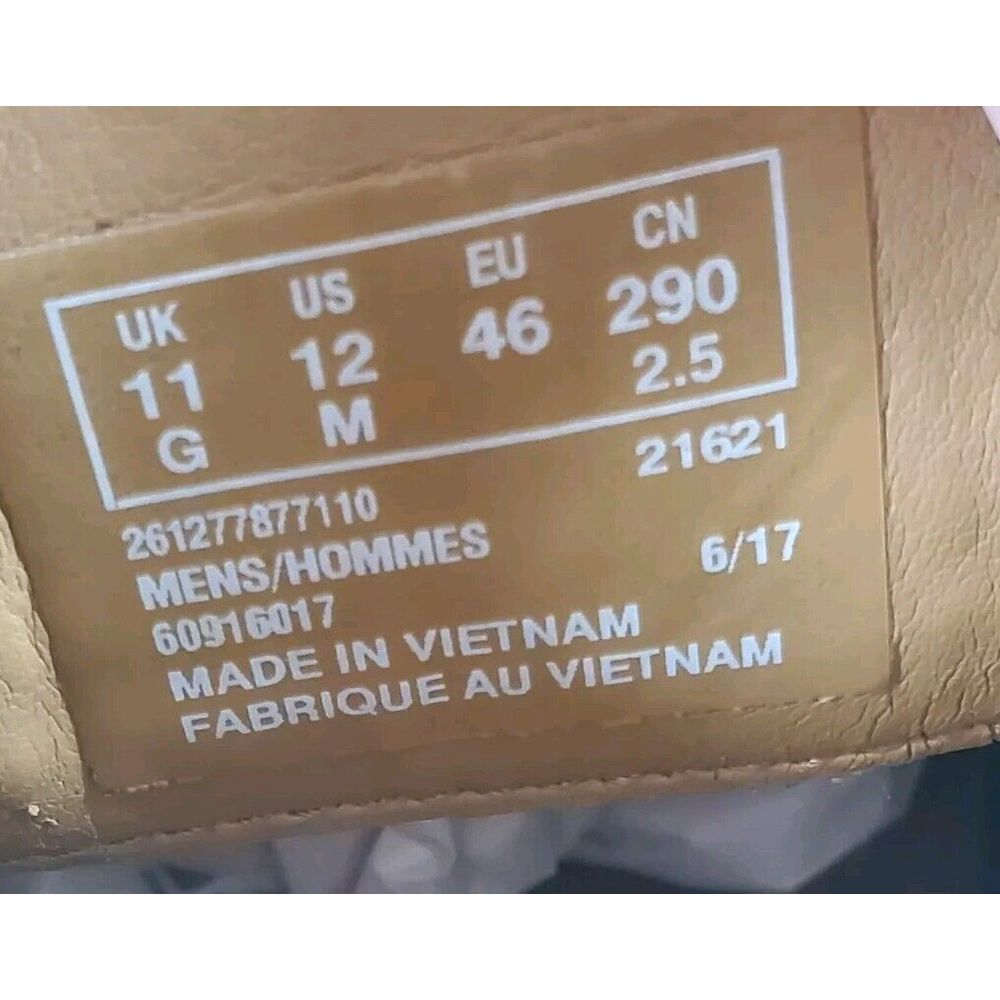 UK US EU CN
11 12 46 290
G M 2.5
261277877110 21621
MENS/HOMMES 6/17
60916017
MADE IN VIETNAM
FABRIQUE AU VIETNAM